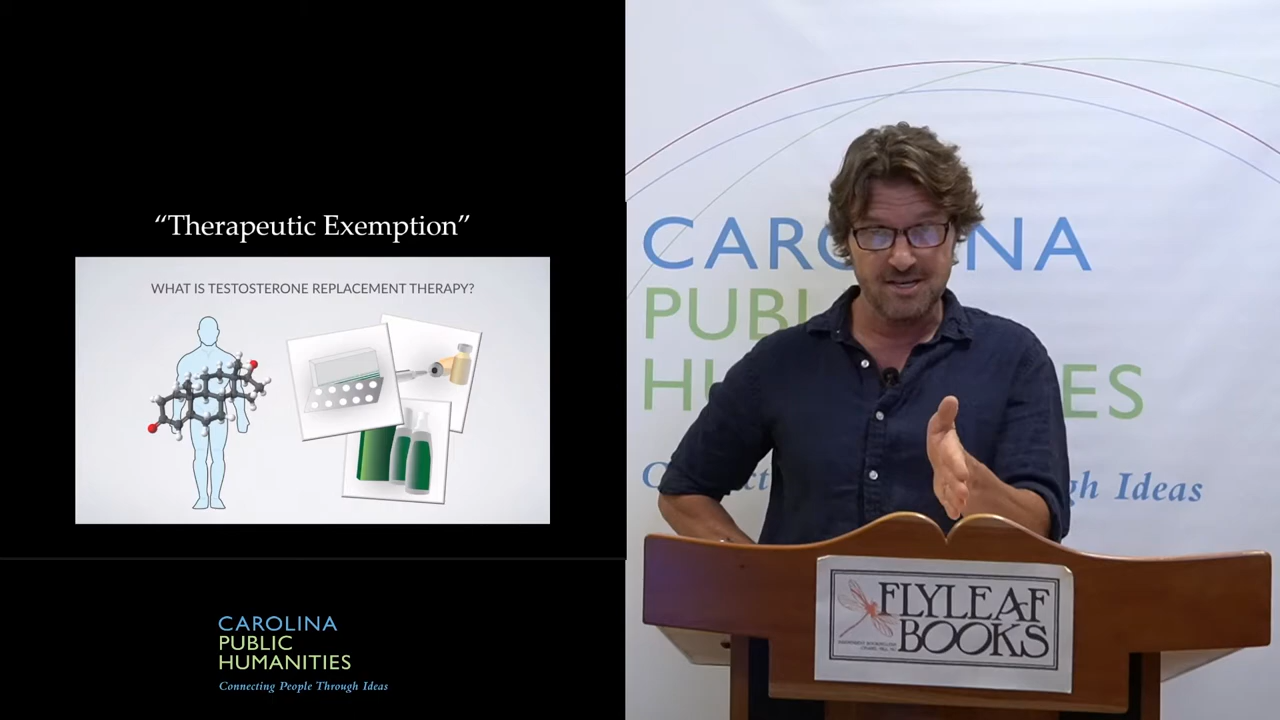 “Therapeutic Exemption”
WHAT IS TESTOSTERONE REPLACEMENT THERAPY?
CAROLINA
PUBLIC
HUMANITIES
Connecting People Through Ideas
CAR NA
PUBL
H ES
gh Ideas
FLYLEAF
BOOKS